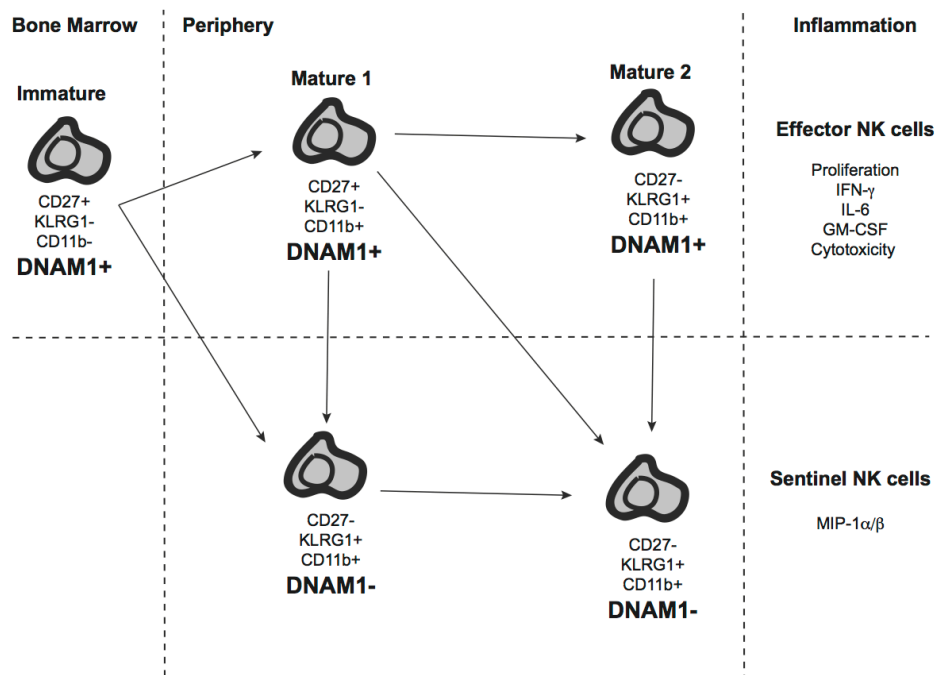 Bone Marrow
Periphery
Inflammation
Immature
CD27+
KLRG1-
CD11b-
DNAM1+
Mature 1
CD27+
KLRG1-
CD11b+
DNAM1+
Mature 2
CD27-
KLRG1+
CD11b+
DNAM1+
Effector NK cells
Proliferation
IFN-γ
IL-6
GM-CSF
Cytotoxicity
CD27-
KLRG1+
CD11b+
DNAM1-
CD27-
KLRG1+
CD11b+
DNAM1-
Sentinel NK cells
MIP-1α/β